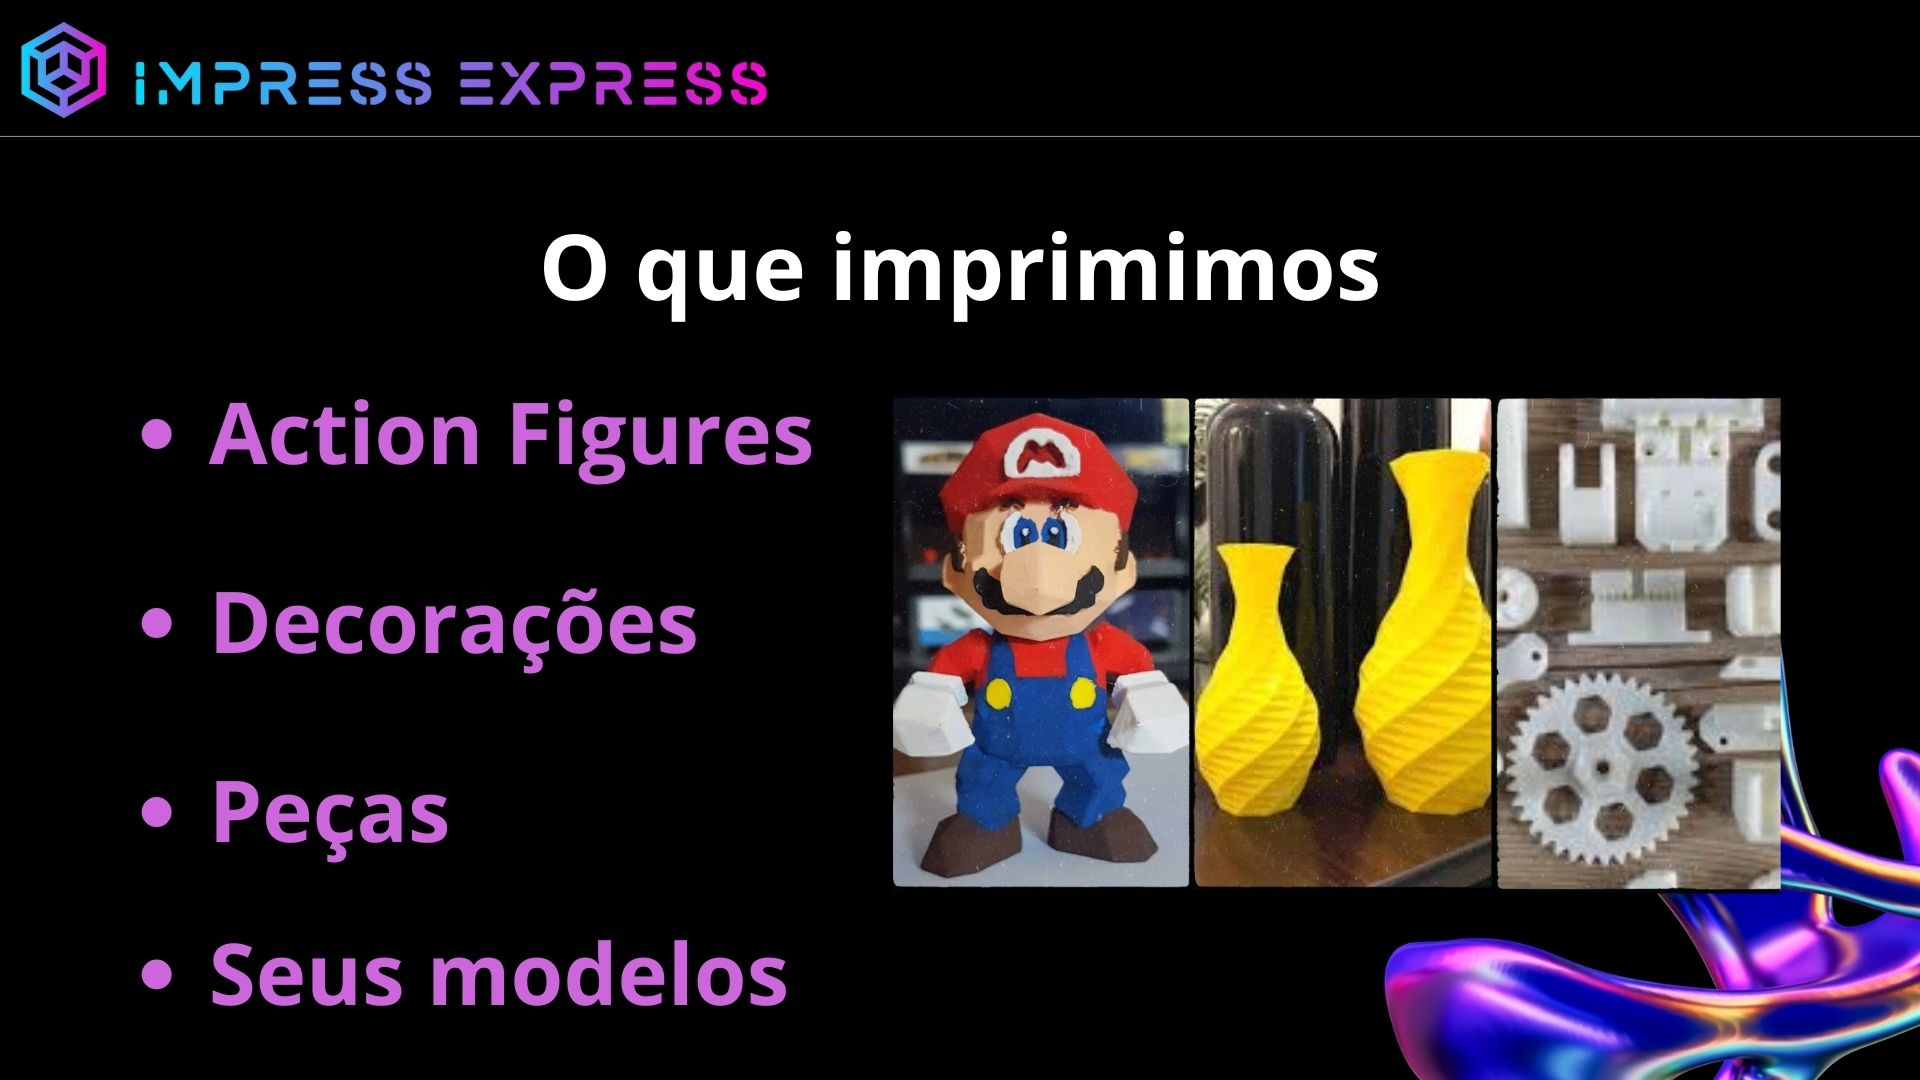 IMPRESS EXPRESS
O que imprimimos
Action Figures
Decorações
Peças
Seus modelos